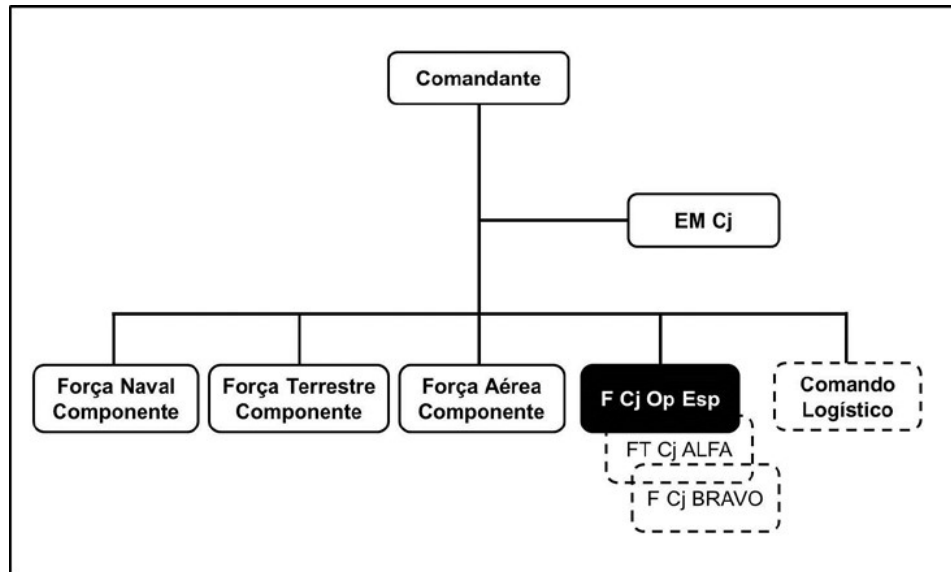 Comandante
EM Cj
Força Naval
Componente
Força Terrestre
Componente
Força Aérea
Componente
F Cj Op Esp
Comando
Logístico
FT Cj ALFA
F Cj BRAVO